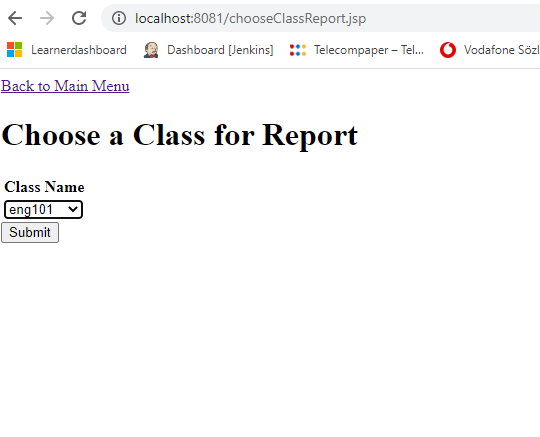 localhost:8081/chooseClassReport.jsp
Learnerdashboard Dashboard [Jenkins] Telecompaper – Tel... Vodafone Sözl
Back to Main Menu
Choose a Class for Report
Class Name
eng101
Submit